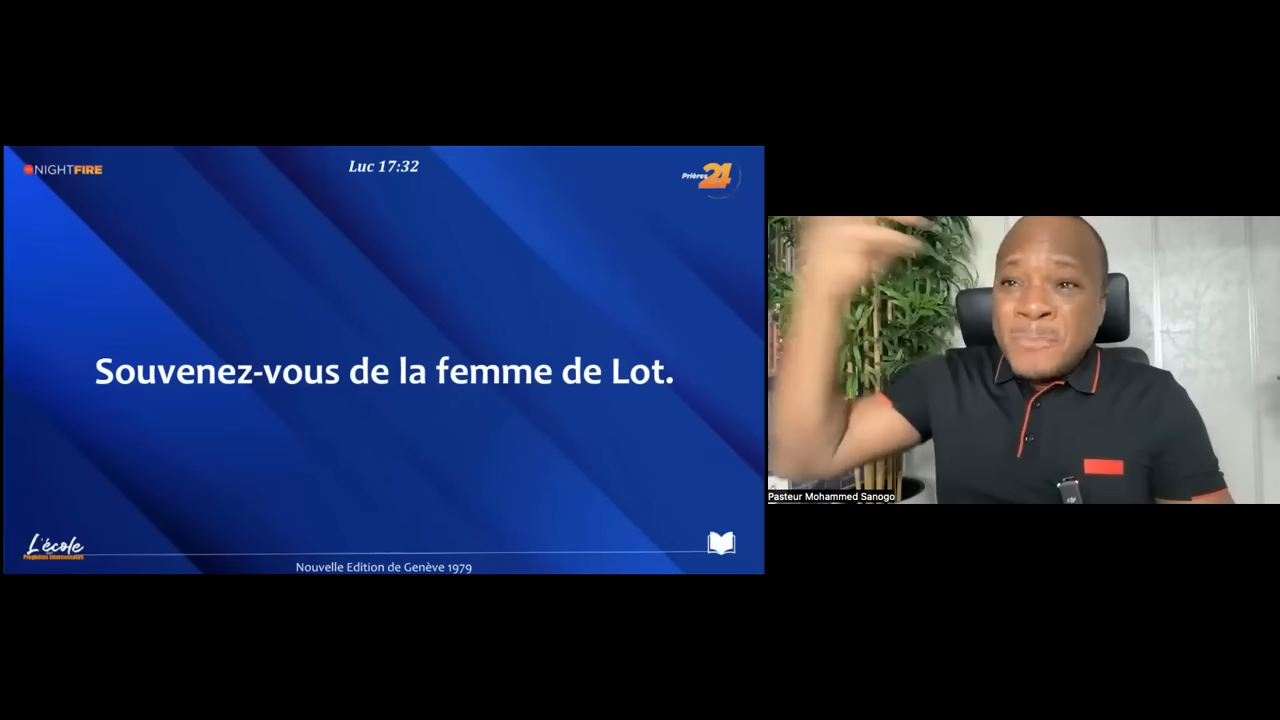 NIGHTFIRE
Luc 17:32
Prières 24
Souvenez-vous de la femme de Lot.
L'école
Nouvelle Edition de Genève 1979
Pasteur Mohammed Sanogo